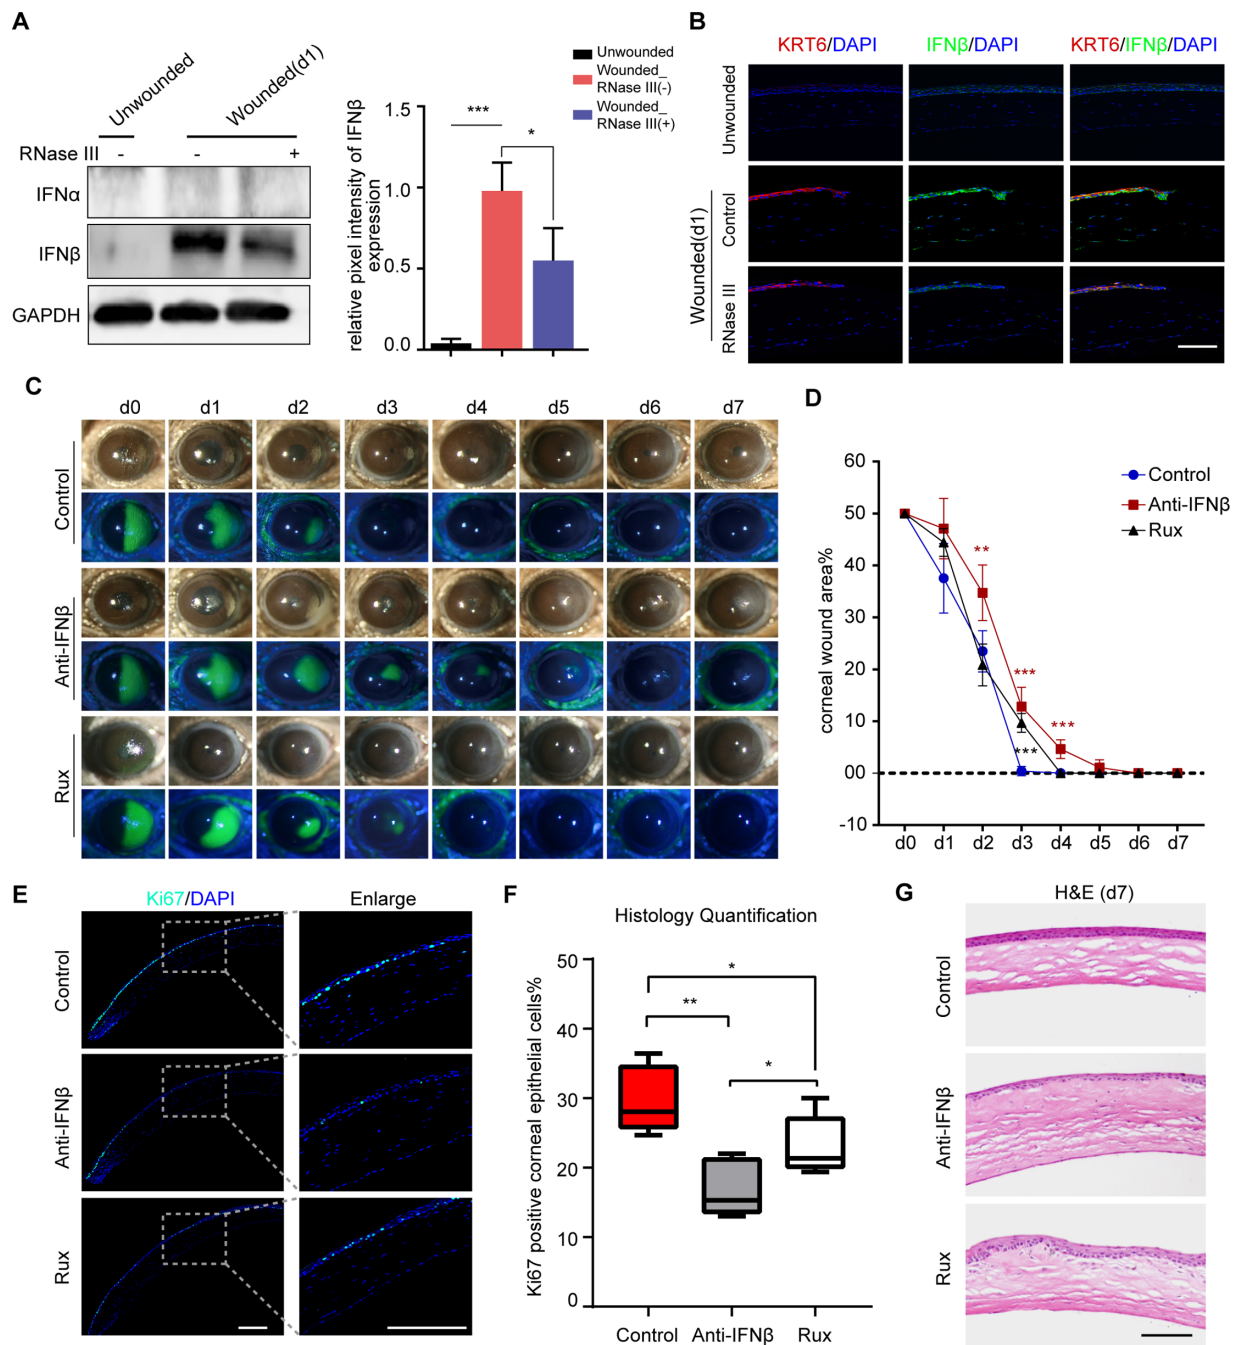 A
Unwounded
Wounded(d1)
RNase III - - +
IFNα
IFNβ
GAPDH
relative pixel intensity of IFNβ
expression
1.5
1.0
0.5
0.0
***
*
Unwounded
Wounded_
RNase III(-)
Wounded_
RNase III(+)
B
KRT6/DAPI IFNβ/DAPI KRT6/IFNβ/DAPI
Unwounded
Wounded(d1)
Control
RNase III
C
d0 d1 d2 d3 d4 d5 d6 d7
Control
Anti-IFNβ
Rux
D
corneal wound area%
60
50
40
30
20
10
00
-10
d0 d1 d2 d3 d4 d5 d6 d7
**
***
***
***
Control
Anti-IFNβ
Rux
E
Ki67/DAPI Enlarge
Control
Anti-IFNβ
Rux
F
Histology Quantification
Ki67 positive corneal epithelial cells%
50
40
30
20
10
0
*
**
*
Control Anti-IFNβ Rux
G
H&E (d7)
Control
Anti-IFNβ
Rux